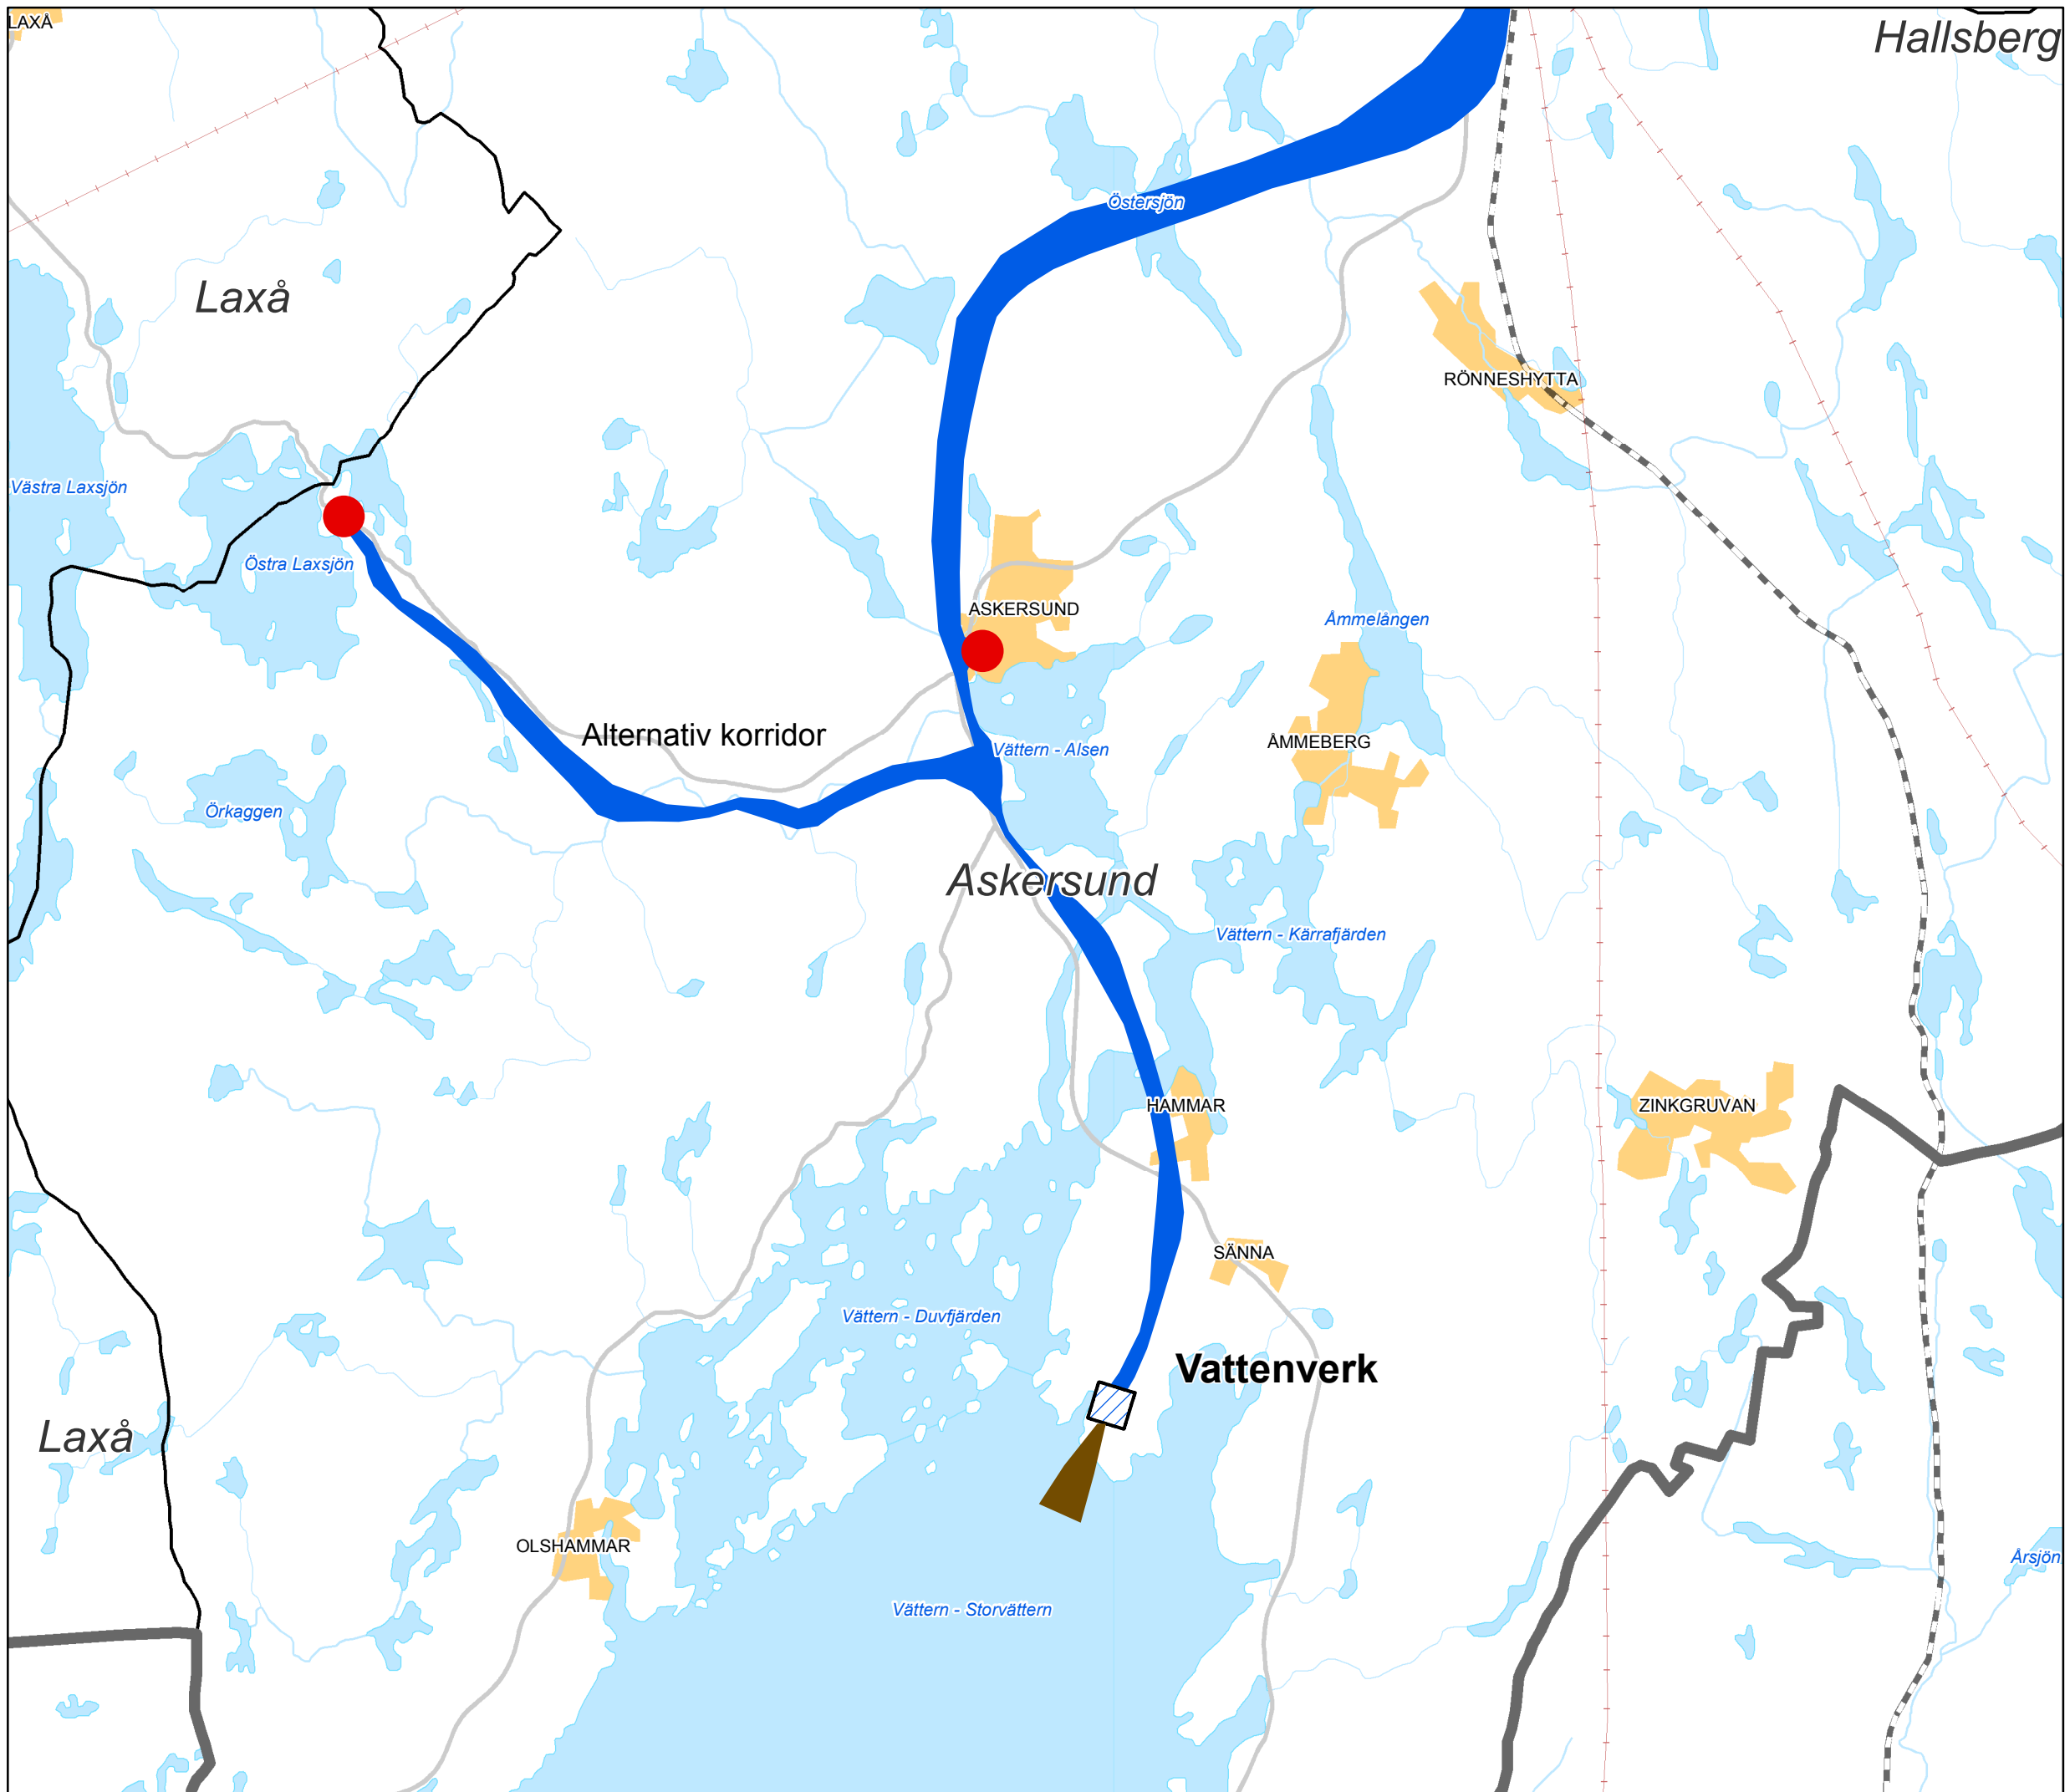 LAXÅ
Hallsberg
Östersjön
Laxå
RÖNNESHYTTA
Västra Laxsjön
Östra Laxsjön
ASKERSUND
Åmmelången
Alternativ korridor
ÅMMEBERG
Vättern - Alsen
Örkaggen
Askersund
Vättern - Kärrafjärden
HAMMAR
ZINKGRUVAN
SÄNNA
Vättern - Duvfjärden
Vattenverk
Laxå
OLSHAMMAR
Årsjön
Vättern - Storvättern